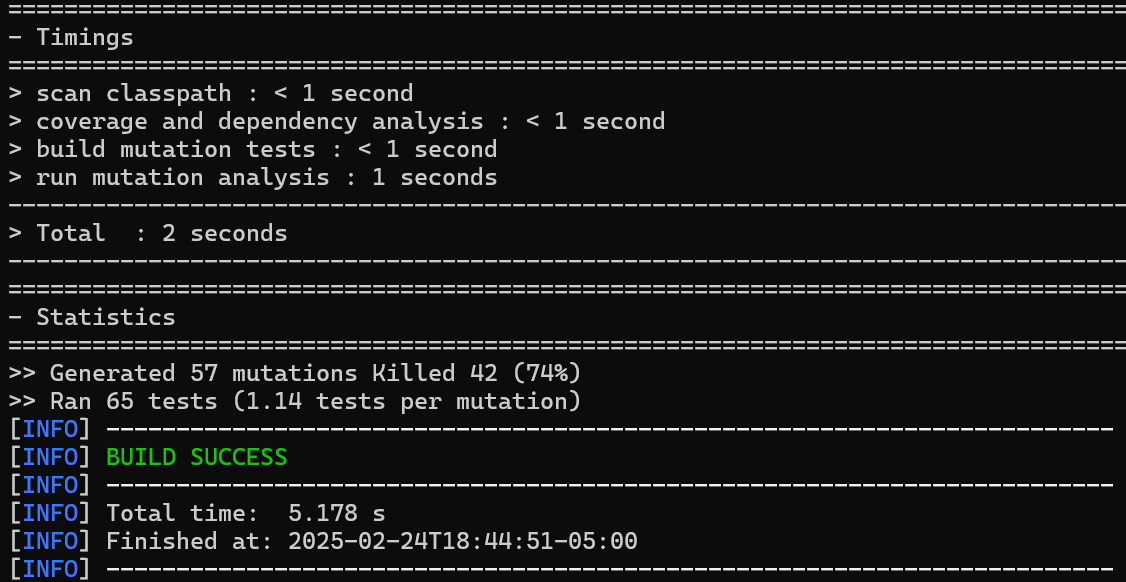 ================================================================================
- Timings
================================================================================
> scan classpath : < 1 second
> coverage and dependency analysis : < 1 second
> build mutation tests : < 1 second
> run mutation analysis : 1 seconds
--------------------------------------------------------------------------------
> Total  : 2 seconds
--------------------------------------------------------------------------------
================================================================================
- Statistics
================================================================================
>> Generated 57 mutations Killed 42 (74%)
>> Ran 65 tests (1.14 tests per mutation)
[INFO] ------------------------------------------------------------------------
[INFO] BUILD SUCCESS
[INFO] ------------------------------------------------------------------------
[INFO] Total time:  5.178 s
[INFO] Finished at: 2025-02-24T18:44:51-05:00
[INFO] ------------------------------------------------------------------------